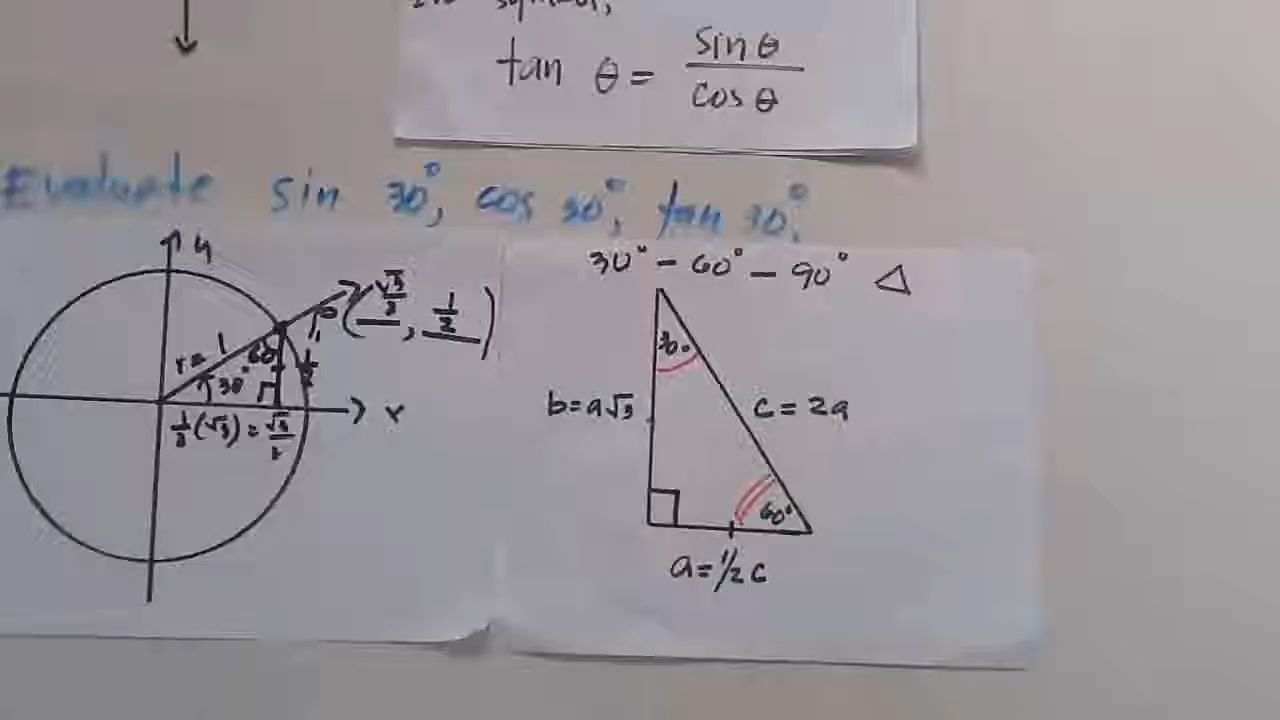 tan θ = sin θ / cos θ
Evaluate sin 30°, cos 30°, tan 30°.
y
(√3/2, 1/2)
r = 1
60
30°
1/2
x
1/2(√3) = √3/2
30° - 60° - 90° △
30°
b = a√3
c = 2a
60°
a = 1/2 c